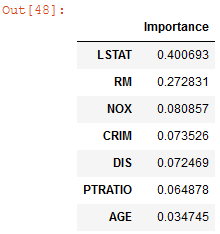 Out[48]:
Importance
LSTAT 0.400693
RM 0.272831
NOX 0.080857
CRIM 0.073526
DIS 0.072469
PTRATIO 0.064878
AGE 0.034745